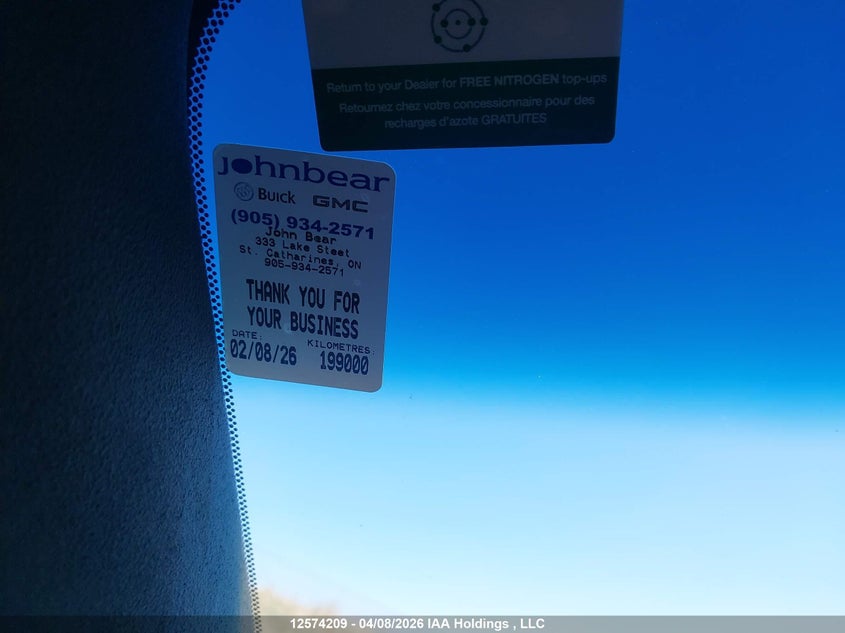 Return to your Dealer for FREE NITROGEN top-ups
Retournez chez votre concessionnaire pour des
recharges d'azote GRATUITES
johnbear
BUICK GMC
(905) 934-2571
John Bear
333 Lake Steet
St. Catharines, ON
905-934-2571
THANK YOU FOR
YOUR BUSINESS
DATE: KILOMETRES:
02/08/26 199000
12574209 - 04/08/2026 IAA Holdings , LLC